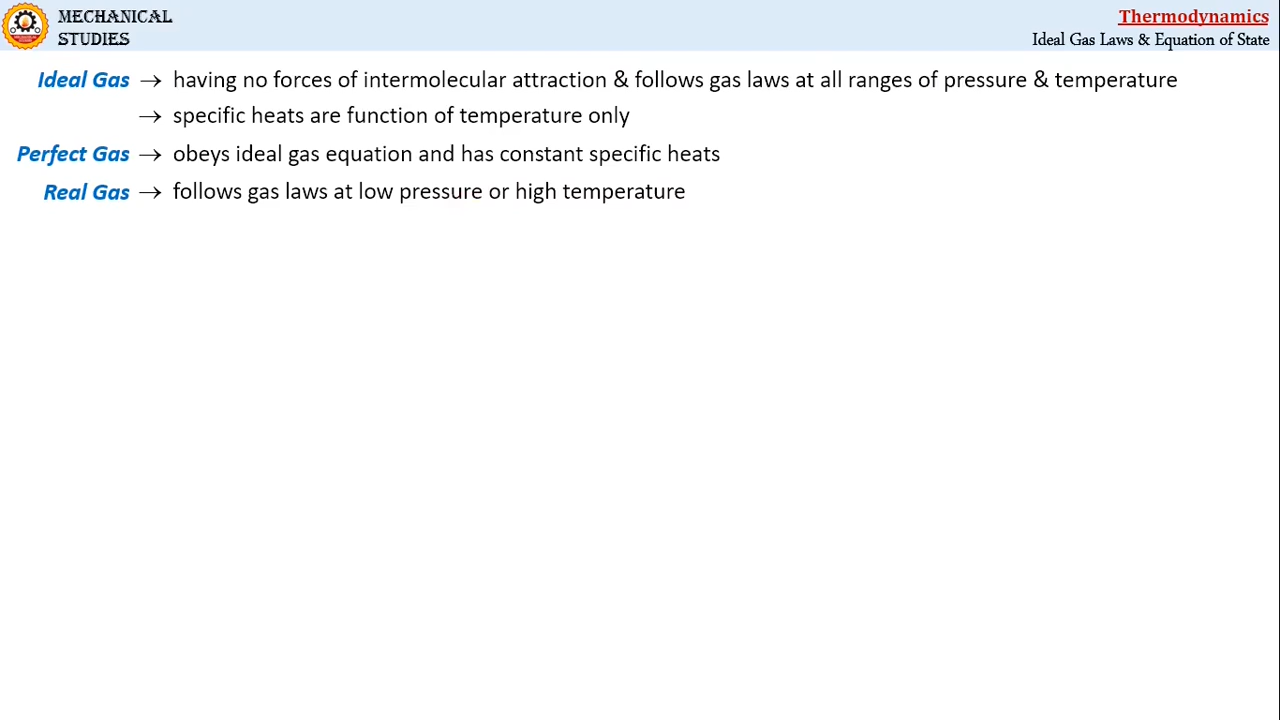 MECHANICAL
STUDIES
Thermodynamics
Ideal Gas Laws & Equation of State
Ideal Gas → having no forces of intermolecular attraction & follows gas laws at all ranges of pressure & temperature
→ specific heats are function of temperature only
Perfect Gas → obeys ideal gas equation and has constant specific heats
Real Gas → follows gas laws at low pressure or high temperature